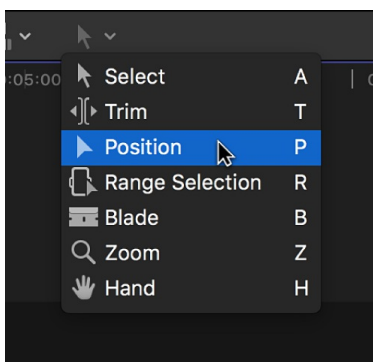 :05:00
Select A
Trim T
Position P
Range Selection R
Blade B
Zoom Z
Hand H